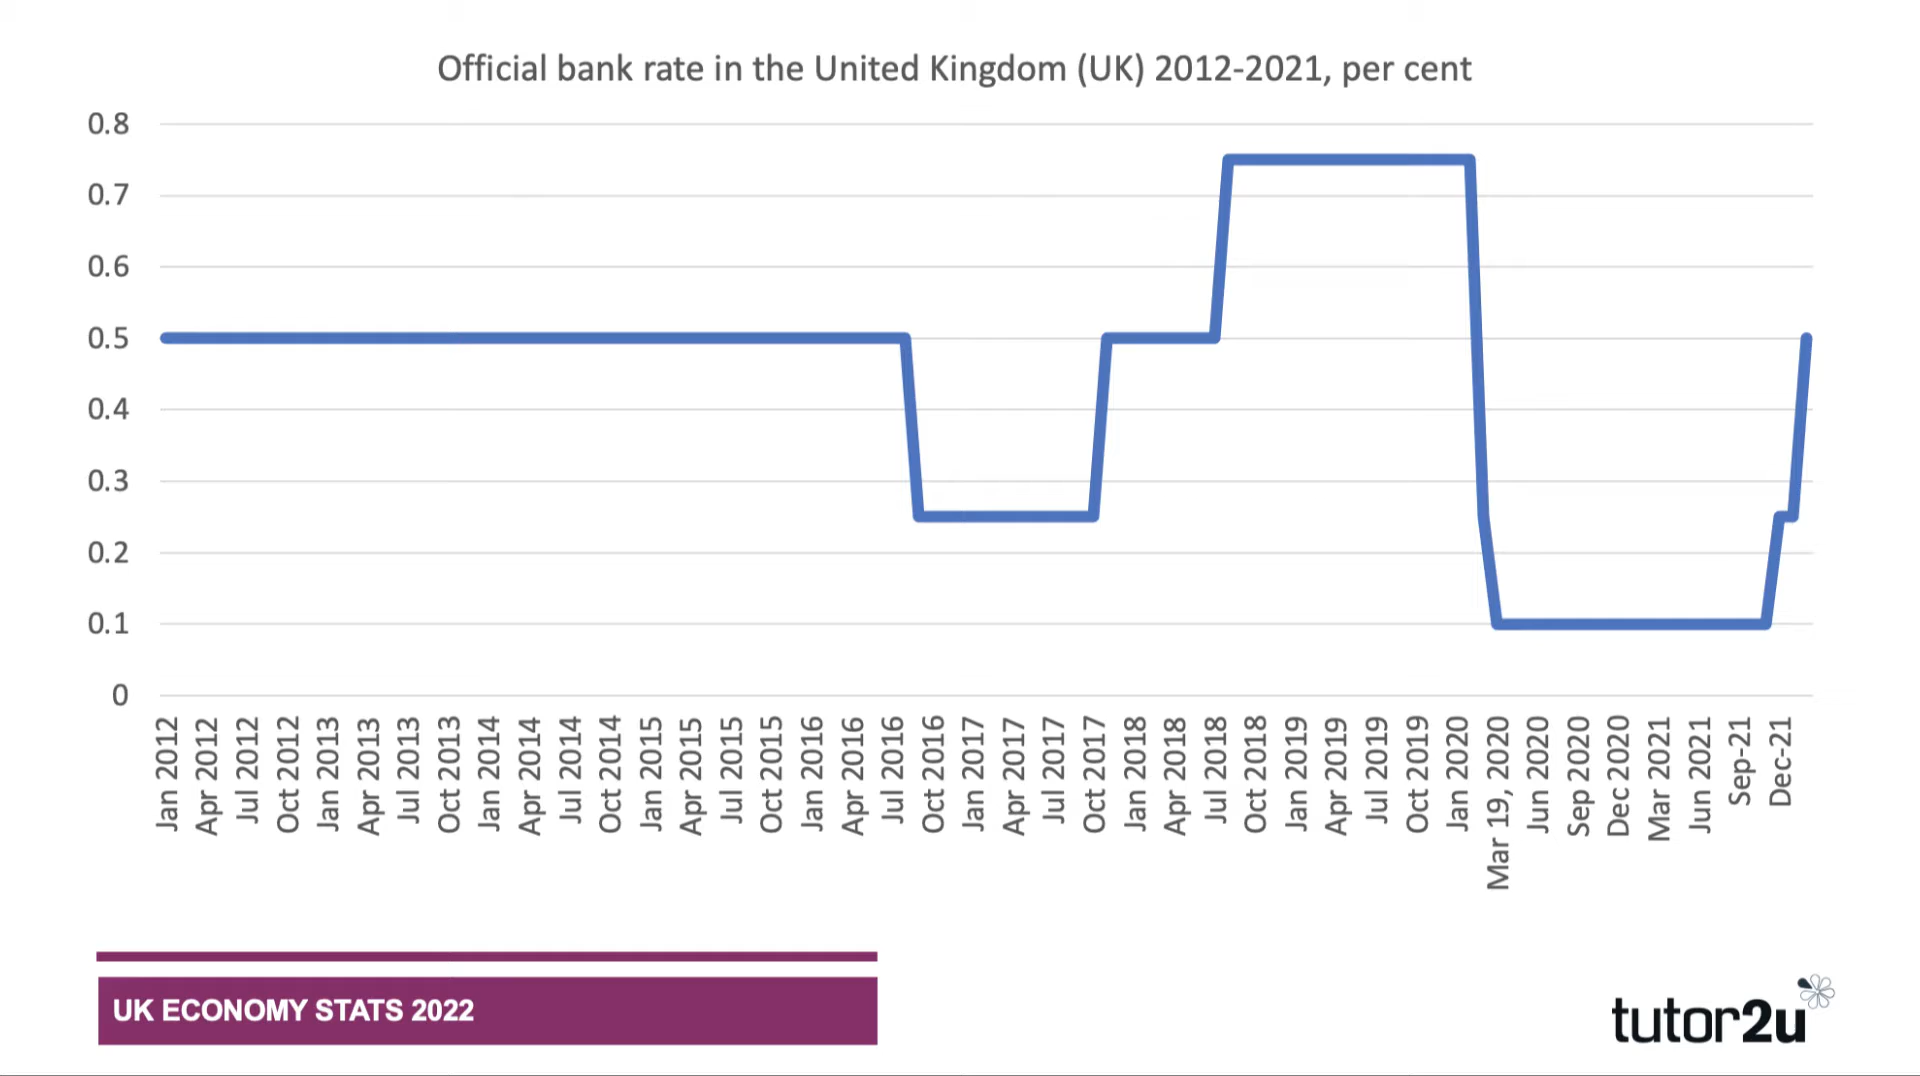 Official bank rate in the United Kingdom (UK) 2012-2021, per cent
0.8
0.7
0.6
0.5
0.4
0.3
0.2
0.1
0
Jan 2012
Apr 2012
Jul 2012
Oct 2012
Jan 2013
Apr 2013
Jul 2013
Oct 2013
Jan 2014
Apr 2014
Jul 2014
Oct 2014
Jan 2015
Apr 2015
Jul 2015
Oct 2015
Jan 2016
Apr 2016
Jul 2016
Oct 2016
Jan 2017
Apr 2017
Jul 2017
Oct 2017
Jan 2018
Apr 2018
Jul 2018
Oct 2018
Jan 2019
Apr 2019
Jul 2019
Oct 2019
Jan 2020
Mar 19, 2020
Jun 2020
Sep 2020
Dec 2020
Mar 2021
Jun 2021
Sep-21
Dec-21
UK ECONOMY STATS 2022
tutor2u